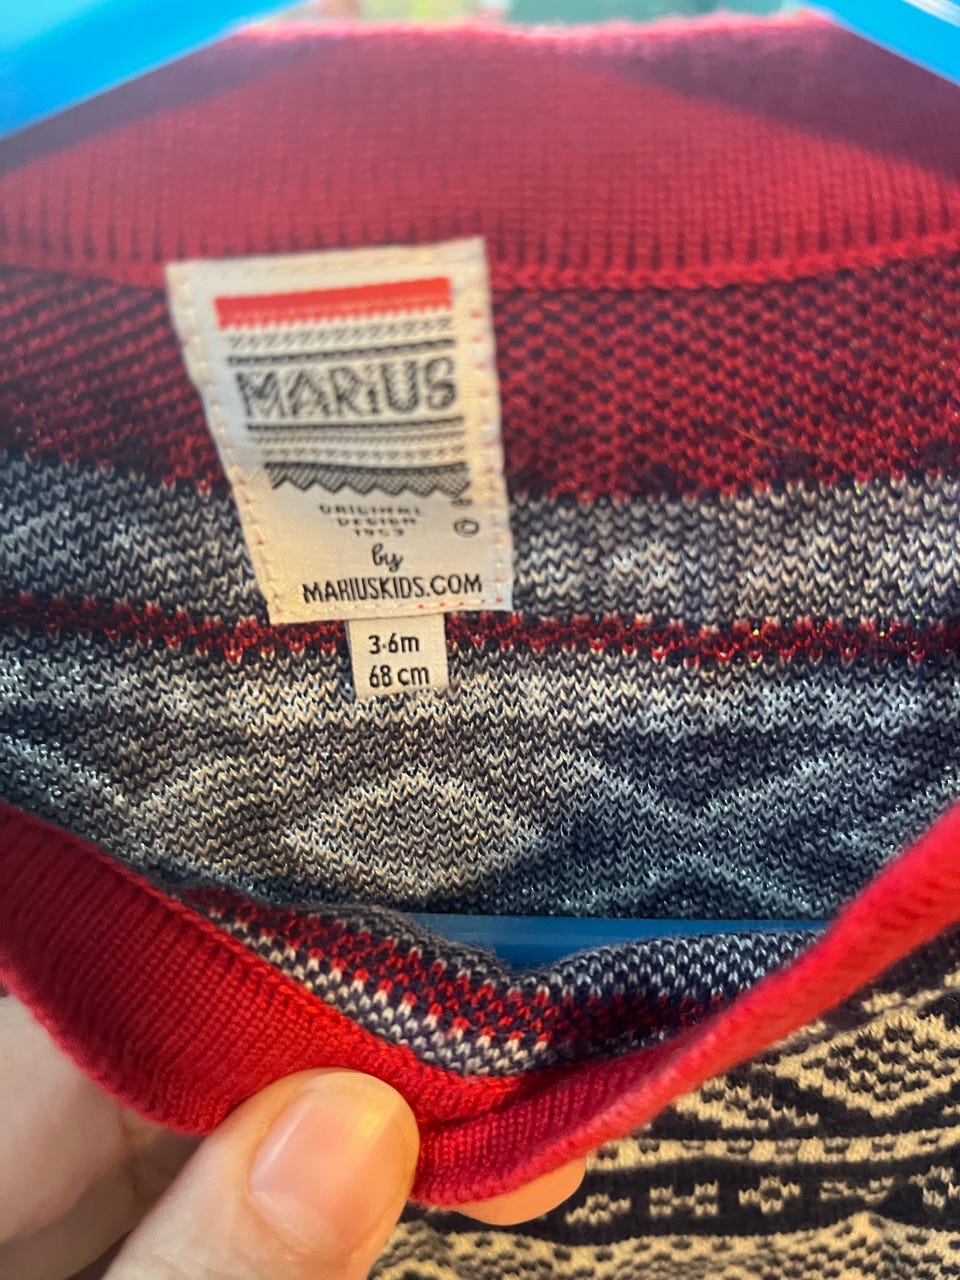 MARiUS
ORIGINAL
DESIGN
1953
©
by
MARIUSKIDS.COM
3-6m
68 cm